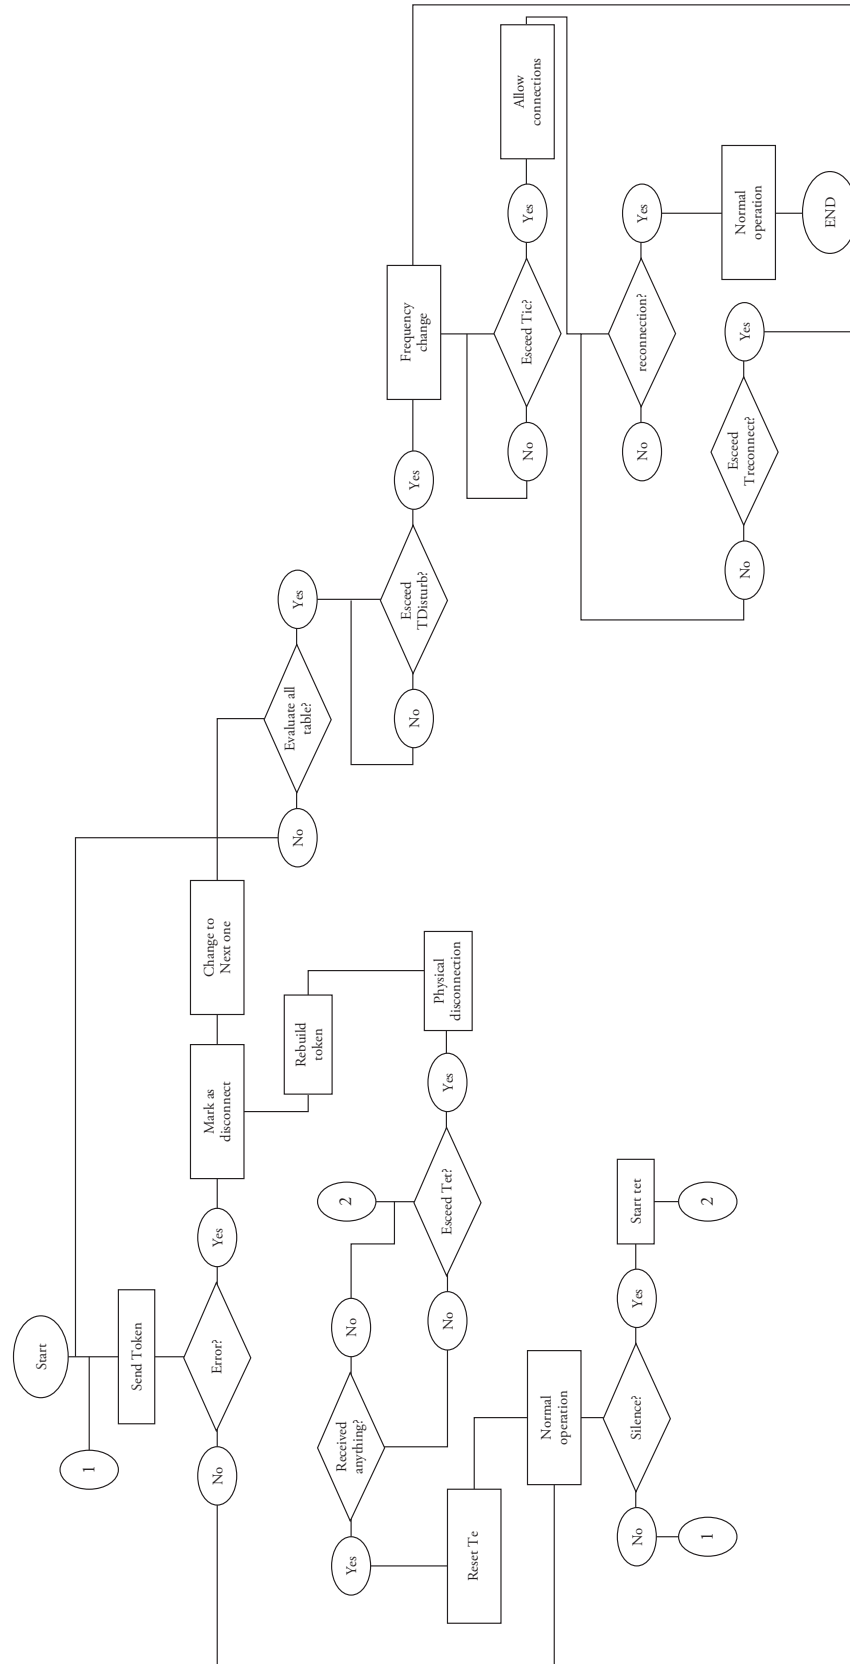 Start
1
Send Token
Error?
No
Yes
Mark as
disconnect
Change to
Next one
Evaluate all
table?
No
Yes
Exceed
TDisturb?
No
Yes
Frequency
change
Esceed Tic?
No
Yes
Allow
connections
reconnection?
No
Yes
Normal
operation
END
Esceed
Treconnect?
No
Yes
Rebuild
token
Physical
disconnection
Yes
Esceed Tet?
No
2
No
Received
anything?
Yes
Reset Te
Normal
operation
Silence?
No
1
Yes
Start tet
2